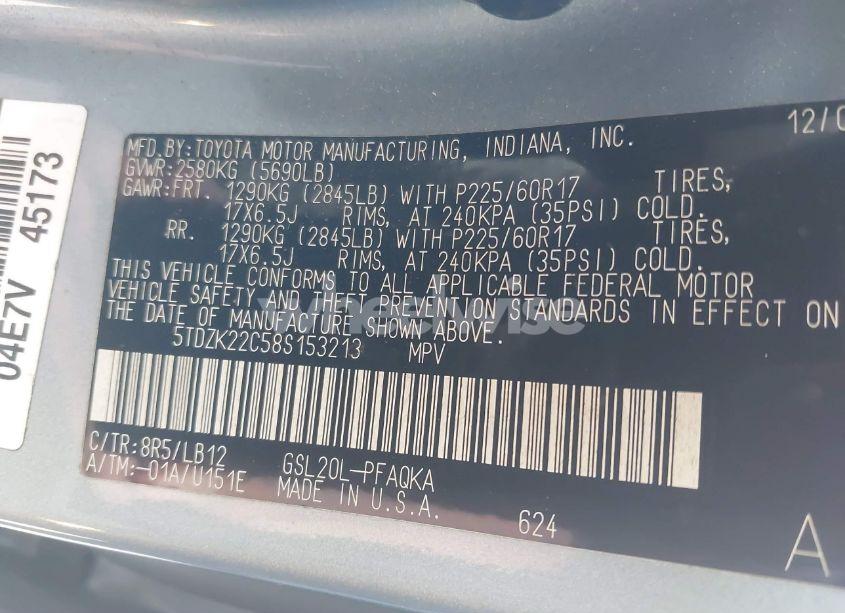 04E7V 45173
12/0
MFD.BY:TOYOTA MOTOR MANUFACTURING, INDIANA, INC.
GVWR:2580KG (5690LB)
GAWR:FRT. 1290KG (2845LB) WITH P225/60R17 TIRES,
17X6.5J RIMS, AT 240KPA (35PSI) COLD.
RR. 1290KG (2845LB) WITH P225/60R17 TIRES,
17X6.5J RIMS, AT 240KPA (35PSI) COLD.
THIS VEHICLE CONFORMS TO ALL APPLICABLE FEDERAL MOTOR
VEHICLE SAFETY AND THEFT PREVENTION STANDARDS IN EFFECT ON
THE DATE OF MANUFACTURE SHOWN ABOVE.
wheelwise
5TDZK22C58S153213 MPV
C/TR:8R5/LB12 GSL20L-PFAQKA
A/TM:-01A/U151E MADE IN U.S.A.
624
A